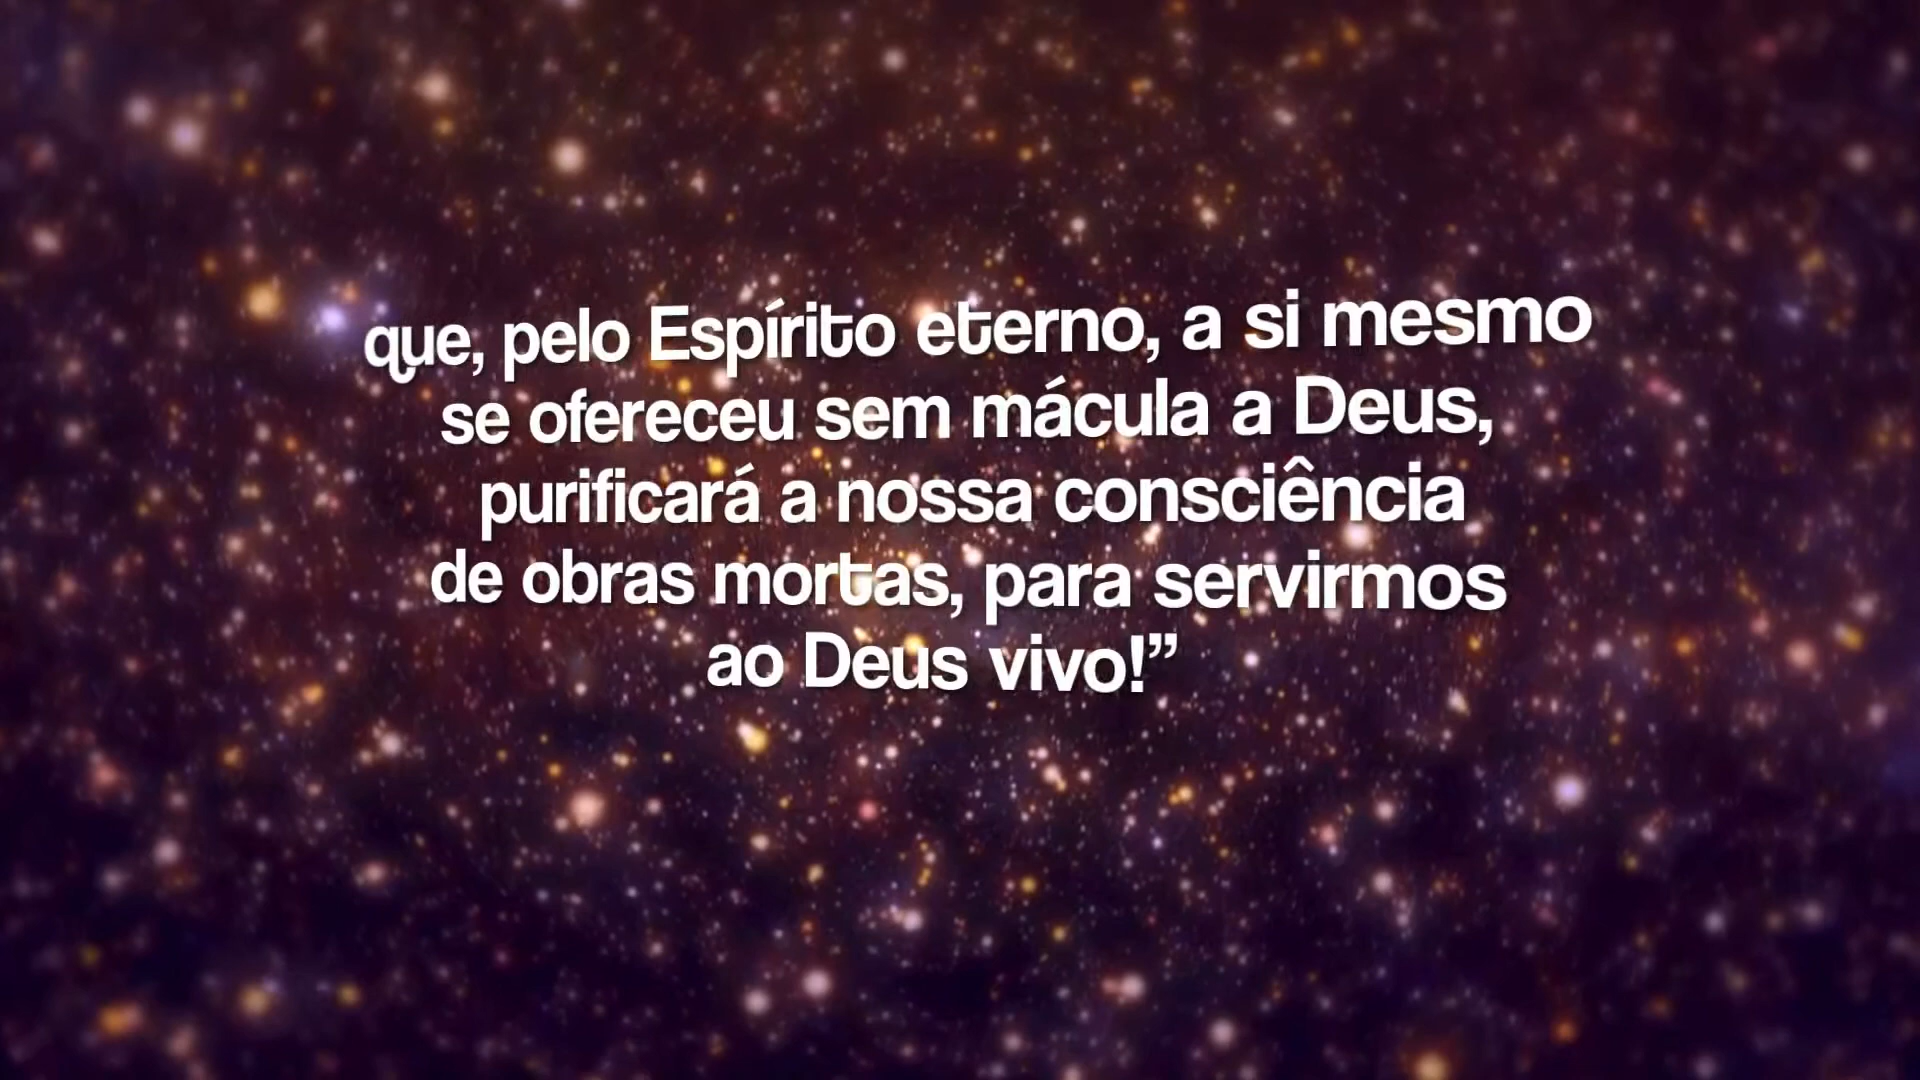 que, pelo Espírito eterno, a si mesmo
se ofereceu sem mácula a Deus,
purificará a nossa consciência
de obras mortas, para servirmos
ao Deus vivo!”